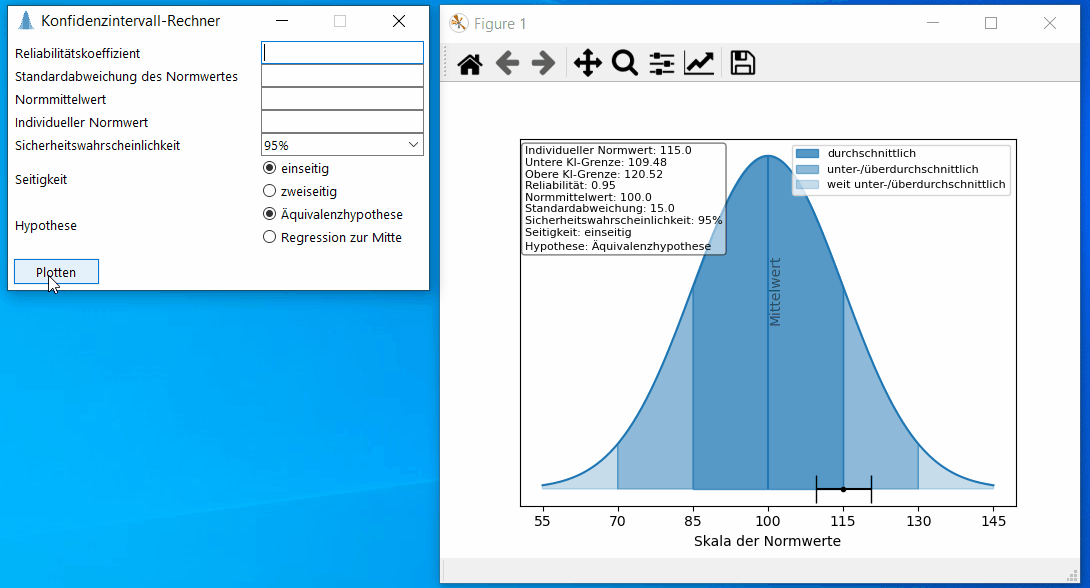 Konfidenzintervall-Rechner
Reliabilitätskoeffizient
Standardabweichung des Normwertes
Normmittelwert
Individueller Normwert
Sicherheitswahrscheinlichkeit
95%
Seitigkeit
einseitig
zweiseitig
Hypothese
Äquivalenzhypothese
Regression zur Mitte
Plotten
Figure 1
Individueller Normwert: 115.0
Untere KI-Grenze: 109.48
Obere KI-Grenze: 120.52
Reliabilität: 0.95
Normmittelwert: 100.0
Standardabweichung: 15.0
Sicherheitswahrscheinlichkeit: 95%
Seitigkeit: einseitig
Hypothese: Äquivalenzhypothese
durchschnittlich
unter-/überdurchschnittlich
weit unter-/überdurchschnittlich
Mittelwert
55 70 85 100 115 130 145
Skala der Normwerte